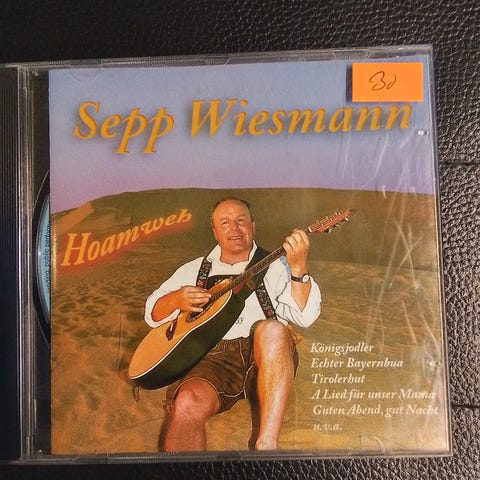 30
Sepp Wiesmann
Hoamweh
Königsjodler
Echter Bayernbua
Tirolerhut
A Lied für unser Mama
Guten Abend, gut Nacht
u.v.a.